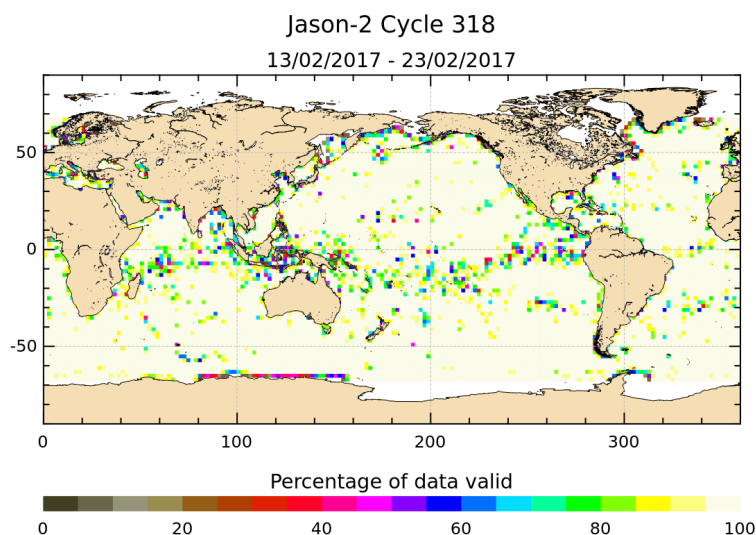 Jason-2 Cycle 318
13/02/2017 - 23/02/2017
50
0
-50
0 100 200 300
Percentage of data valid
0 20 40 60 80 100